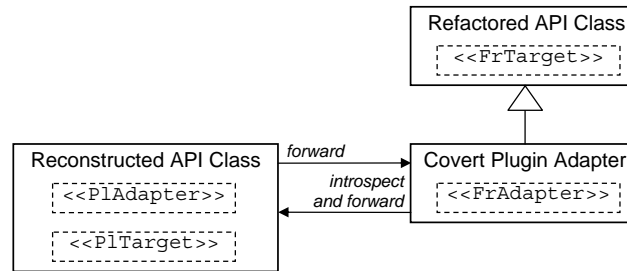 Refactored API Class
<<FrTarget>>
Reconstructed API Class
<<PlAdapter>>
<<PlTarget>>
forward
introspect
and forward
Covert Plugin Adapter
<<FrAdapter>>